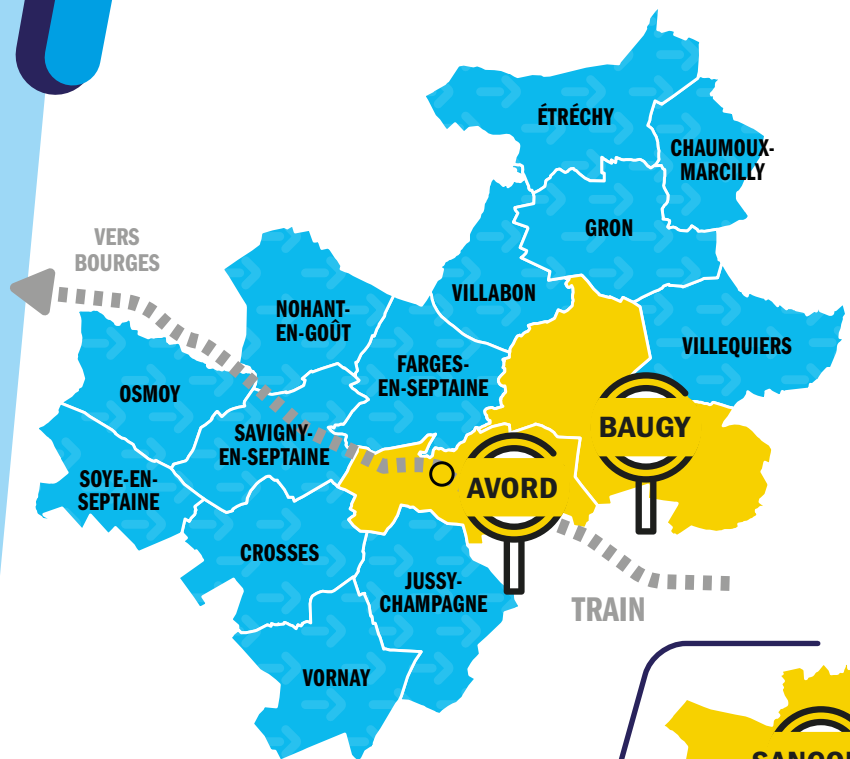 ÉTRÉCHY
CHAUMOUX-
MARCILLY
GRON
VERS
BOURGES
VILLABON
NOHANT-
EN-GOÛT
VILLEQUIERS
FARGES-
EN-SEPTAINE
OSMOY
BAUGY
SAVIGNY-
EN-SEPTAINE
SOYE-EN-
SEPTAINE
AVORD
CROSSES
JUSSY-
CHAMPAGNE
TRAIN
VORNAY